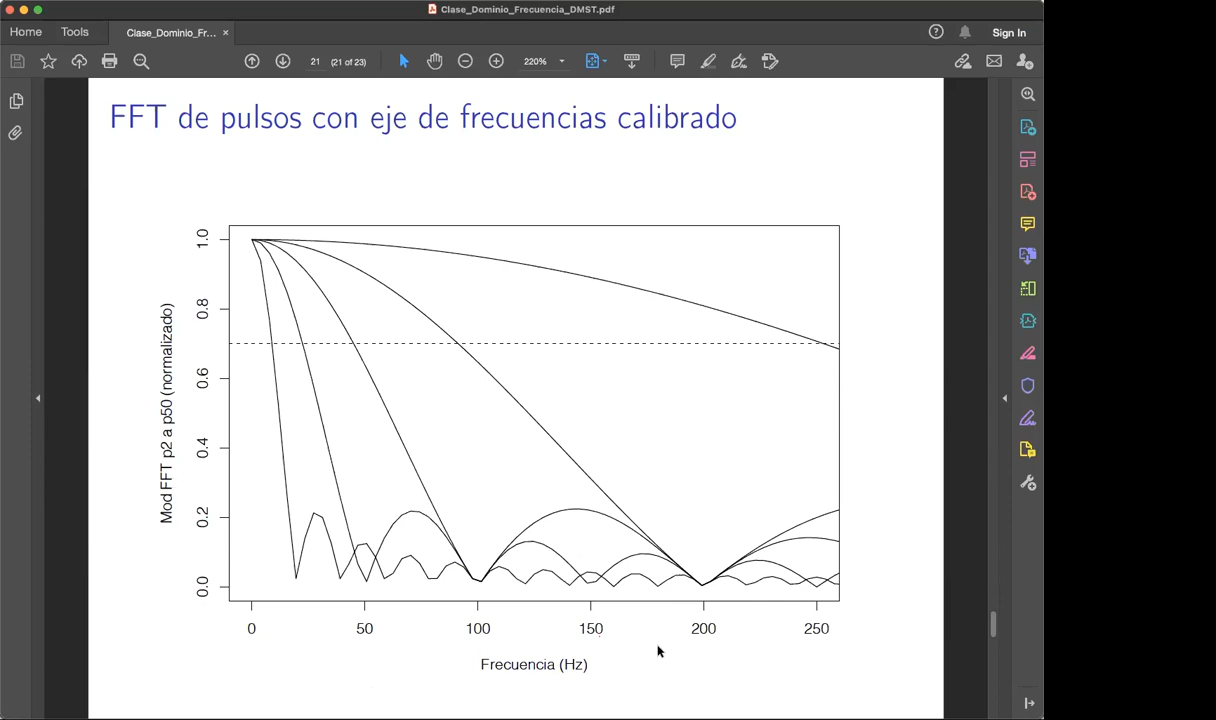 Clase_Dominio_Frecuencia_DMST.pdf
Home Tools Clase_Dominio_Fr... × Sign In
21 (21 of 23) 220%
FFT de pulsos con eje de frecuencias calibrado
Mod FFT p2 a p50 (normalizado)
1.0
0.8
0.6
0.4
0.2
0.0
0 50 100 150 200 250
Frecuencia (Hz)